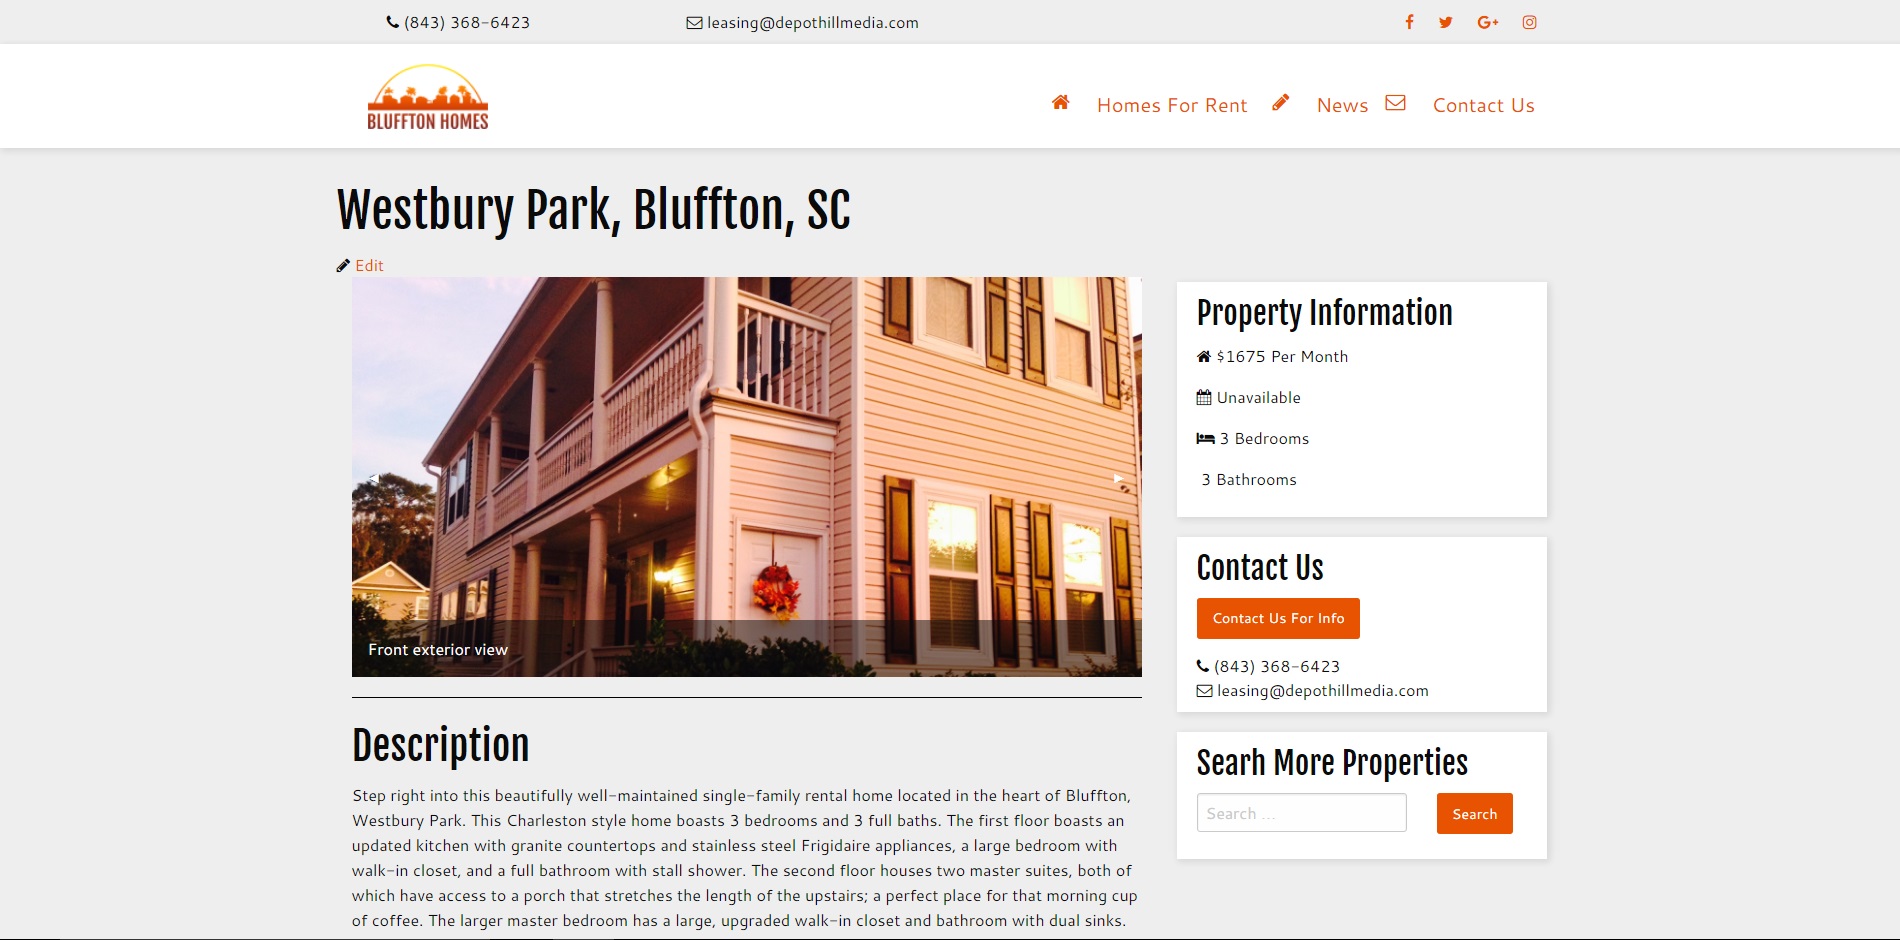 (843) 368-6423
leasing@depothillmedia.com
BLUFFTON HOMES
Homes For Rent
News
Contact Us
Westbury Park, Bluffton, SC
Edit
Front exterior view
Description
Step right into this beautifully well-maintained single-family rental home located in the heart of Bluffton,
Westbury Park. This Charleston style home boasts 3 bedrooms and 3 full baths. The first floor boasts an
updated kitchen with granite countertops and stainless steel Frigidaire appliances, a large bedroom with
walk-in closet, and a full bathroom with stall shower. The second floor houses two master suites, both of
which have access to a porch that stretches the length of the upstairs; a perfect place for that morning cup
of coffee. The larger master bedroom has a large, upgraded walk-in closet and bathroom with dual sinks.
Property Information
$1675 Per Month
Unavailable
3 Bedrooms
3 Bathrooms
Contact Us
Contact Us For Info
(843) 368-6423
leasing@depothillmedia.com
Searh More Properties
Search ...
Search